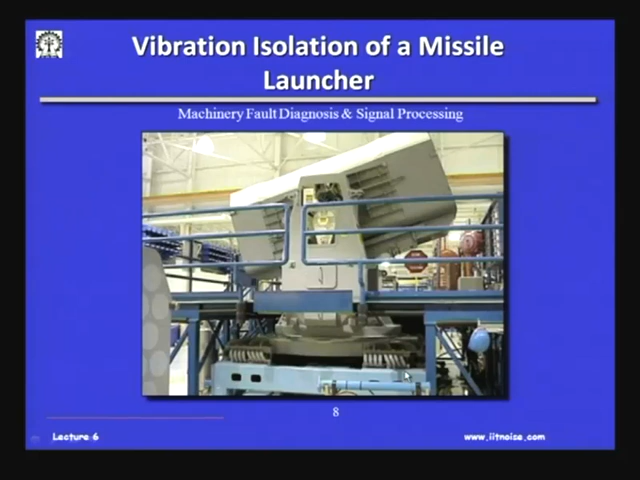 Vibration Isolation of a Missile
Launcher
Machinery Fault Diagnosis & Signal Processing
8
Lecture 6
www.iitnoise.com